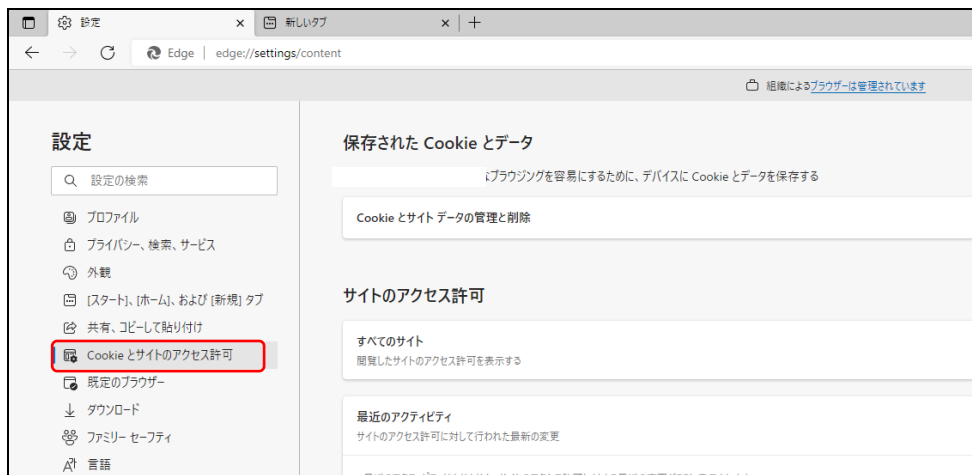 設定
新しいタブ
Edge | edge://settings/content
組織によるブラウザーは管理されています
設定
設定の検索
プロファイル
プライバシー、検索、サービス
外観
[スタート]、[ホーム]、および [新規] タブ
共有、コピーして貼り付け
Cookie とサイトのアクセス許可
既定のブラウザー
ダウンロード
ファミリー セーフティ
言語
保存された Cookie とデータ
なブラウジングを容易にするために、デバイスに Cookie とデータを保存する
Cookie とサイト データの管理と削除
サイトのアクセス許可
すべてのサイト
閲覧したサイトのアクセス許可を表示する
最近のアクティビティ
サイトのアクセス許可に対して行われた最新の変更